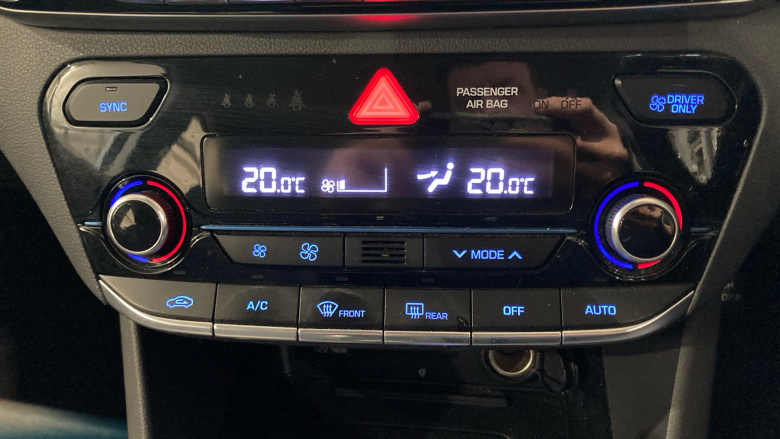 SYNC
PASSENGER
AIR BAG
ON OFF
DRIVER
ONLY
20.0°C
20.0°C
MODE
A/C
FRONT
REAR
OFF
AUTO